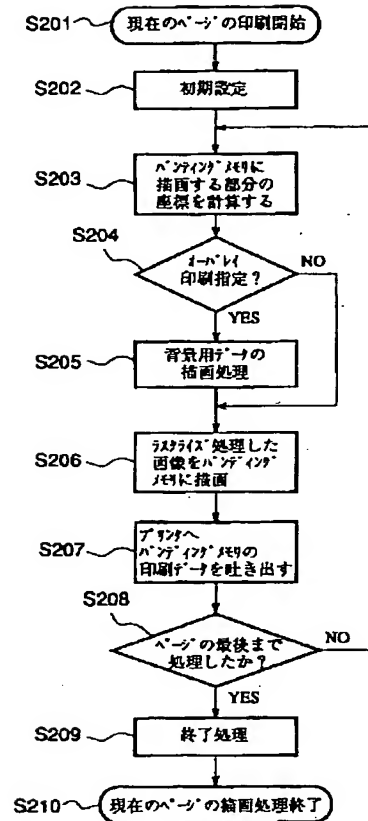 S201
現在のページの印刷開始
S202
初期設定
S203
バンディングメモリに
描画する部分の
座標を計算する
S204
オーバレイ
印刷指定?
NO
YES
S205
背景用データの
描画処理
S206
ラスタライズ処理した
画像をバンディング
メモリに描画
S207
プリンタへ
バンディングメモリの
印刷データを吐き出す
S208
ページの最後まで
処理したか?
NO
YES
S209
終了処理
S210
現在のページの描画処理終了